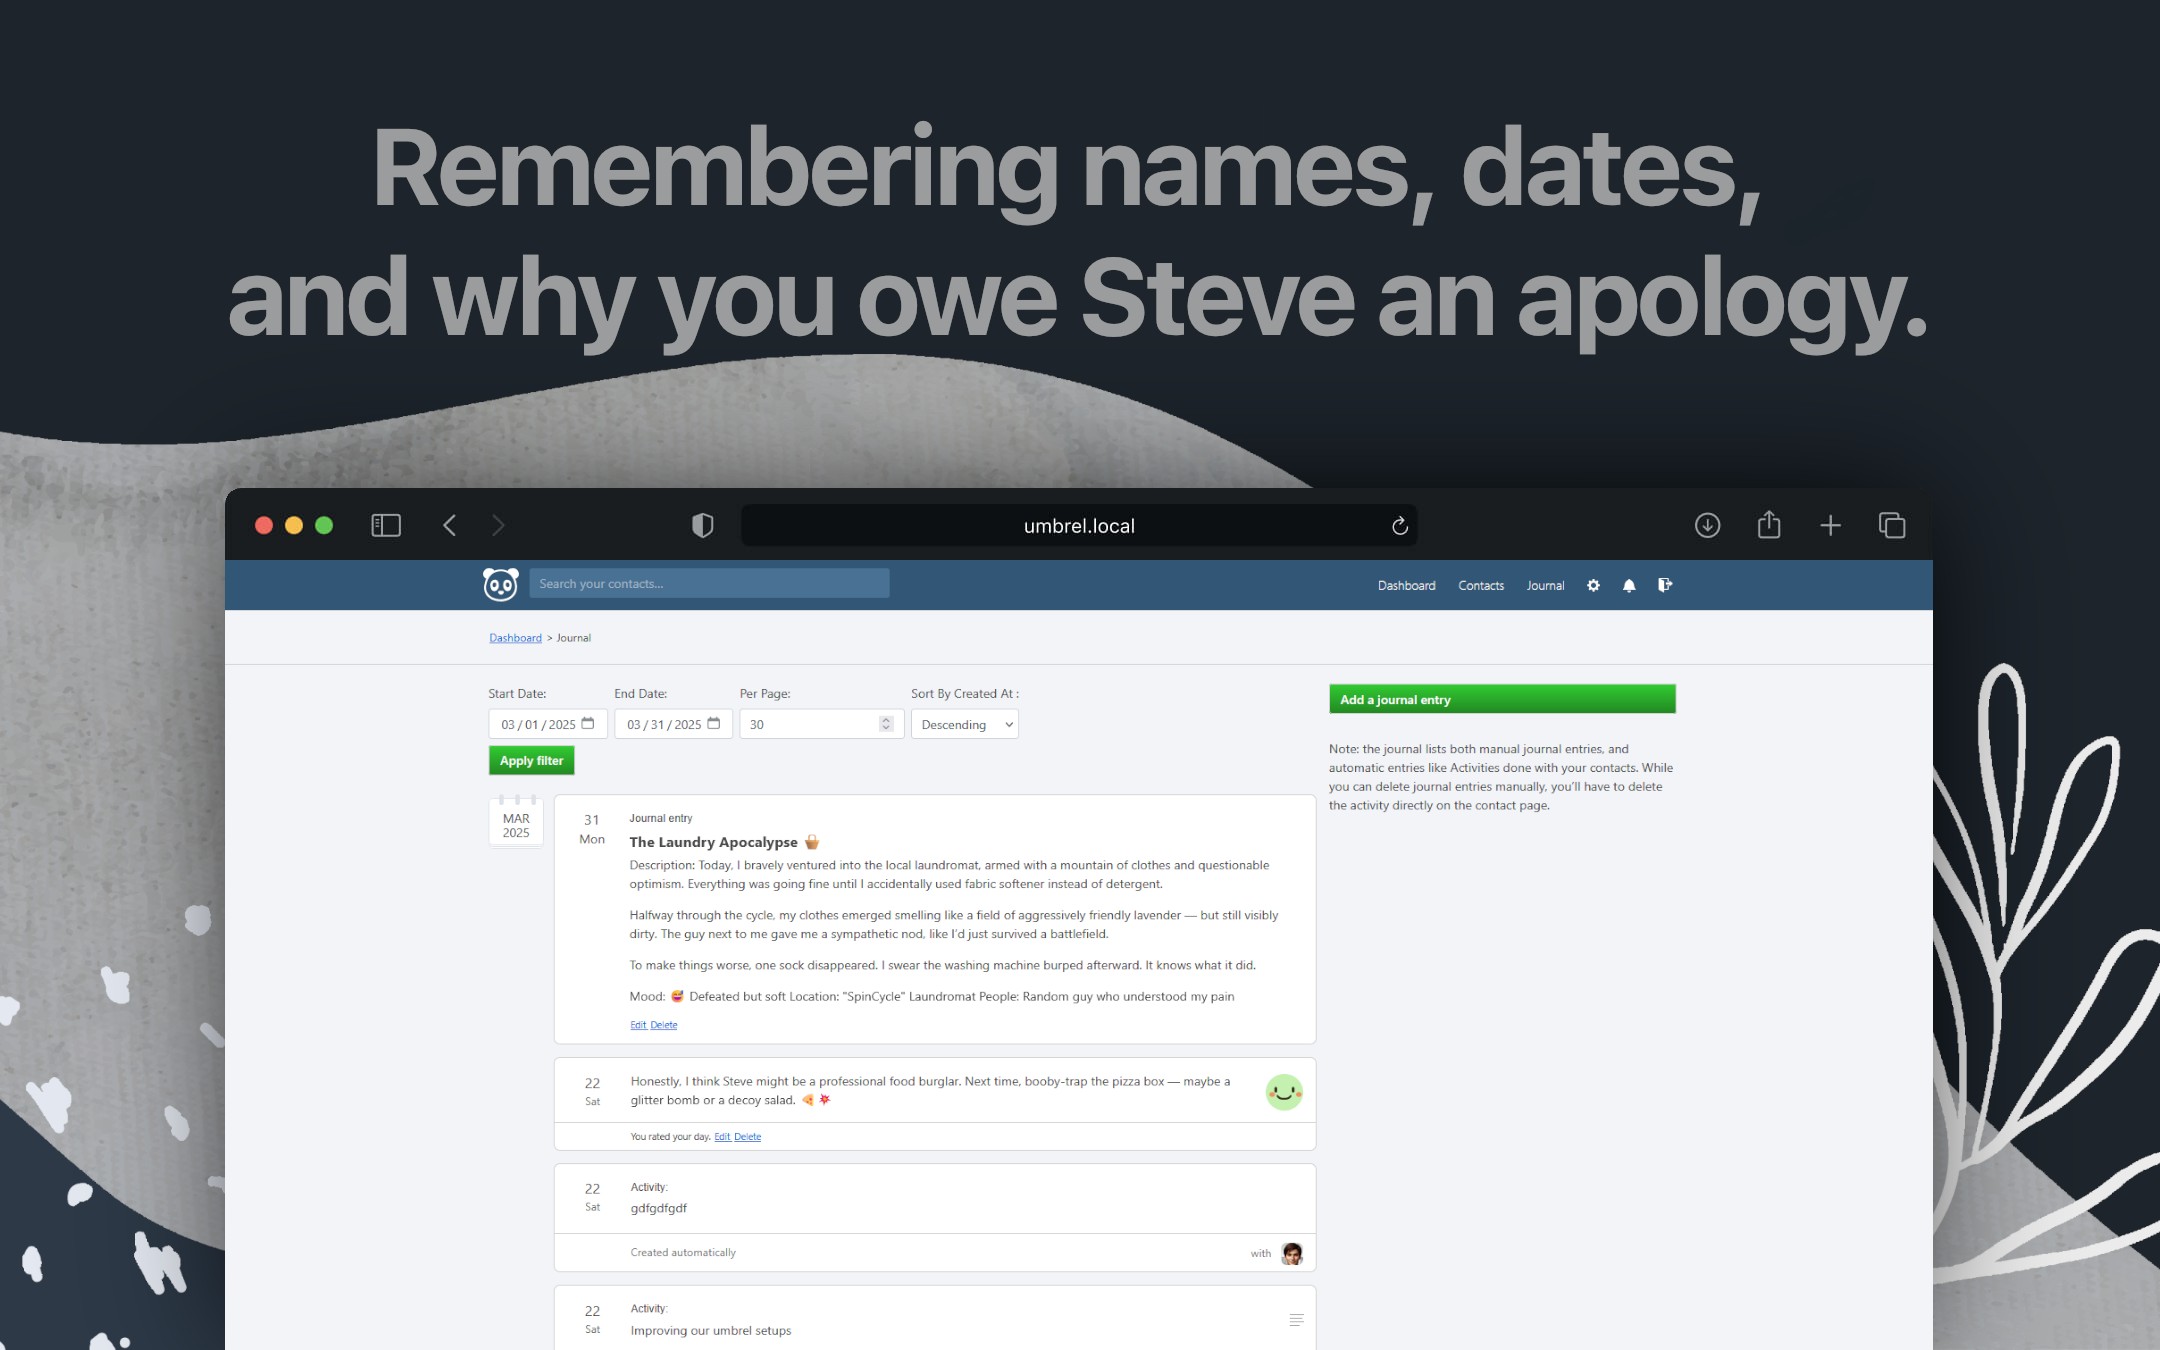 Remembering names, dates,
and why you owe Steve an apology.
umbrel.local
Search your contacts...
Dashboard
Contacts
Journal
Dashboard > Journal
Start Date:
End Date:
Per Page:
Sort By Created At :
03 / 01 / 2025
03 / 31 / 2025
30
Descending
Apply filter
Add a journal entry
Note: the journal lists both manual journal entries, and
automatic entries like Activities done with your contacts. While
you can delete journal entries manually, you'll have to delete
the activity directly on the contact page.
MAR
2025
31
Mon
Journal entry
The Laundry Apocalypse 🧺
Description: Today, I bravely ventured into the local laundromat, armed with a mountain of clothes and questionable
optimism. Everything was going fine until I accidentally used fabric softener instead of detergent.
Halfway through the cycle, my clothes emerged smelling like a field of aggressively friendly lavender — but still visibly
dirty. The guy next to me gave me a sympathetic nod, like I'd just survived a battlefield.
To make things worse, one sock disappeared. I swear the washing machine burped afterward. It knows what it did.
Mood: 😅 Defeated but soft Location: "SpinCycle" Laundromat People: Random guy who understood my pain
Edit Delete
22
Sat
Honestly, I think Steve might be a professional food burglar. Next time, booby-trap the pizza box — maybe a
glitter bomb or a decoy salad. 🍕💥
You rated your day. Edit Delete
22
Sat
Activity:
gdfgdfgdf
Created automatically
with
22
Sat
Activity:
Improving our umbrel setups